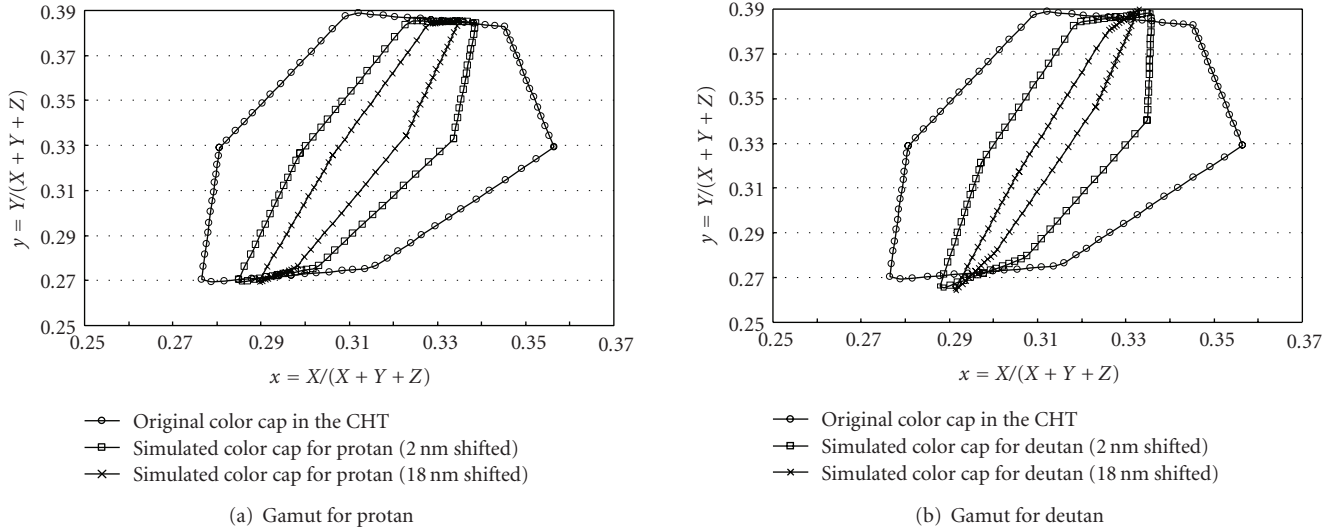 0.39
0.37
0.35
0.33
0.31
0.29
0.27
0.25
y = Y/(X + Y + Z)
0.25 0.27 0.29 0.31 0.33 0.35 0.37
x = X/(X + Y + Z)
Original color cap in the CHT
Simulated color cap for protan (2 nm shifted)
Simulated color cap for protan (18 nm shifted)
(a) Gamut for protan
0.39
0.37
0.35
0.33
0.31
0.29
0.27
0.25
y = Y/(X + Y + Z)
0.25 0.27 0.29 0.31 0.33 0.35 0.37
x = X/(X + Y + Z)
Original color cap in the CHT
Simulated color cap for deutan (2 nm shifted)
Simulated color cap for deutan (18 nm shifted)
(b) Gamut for deutan